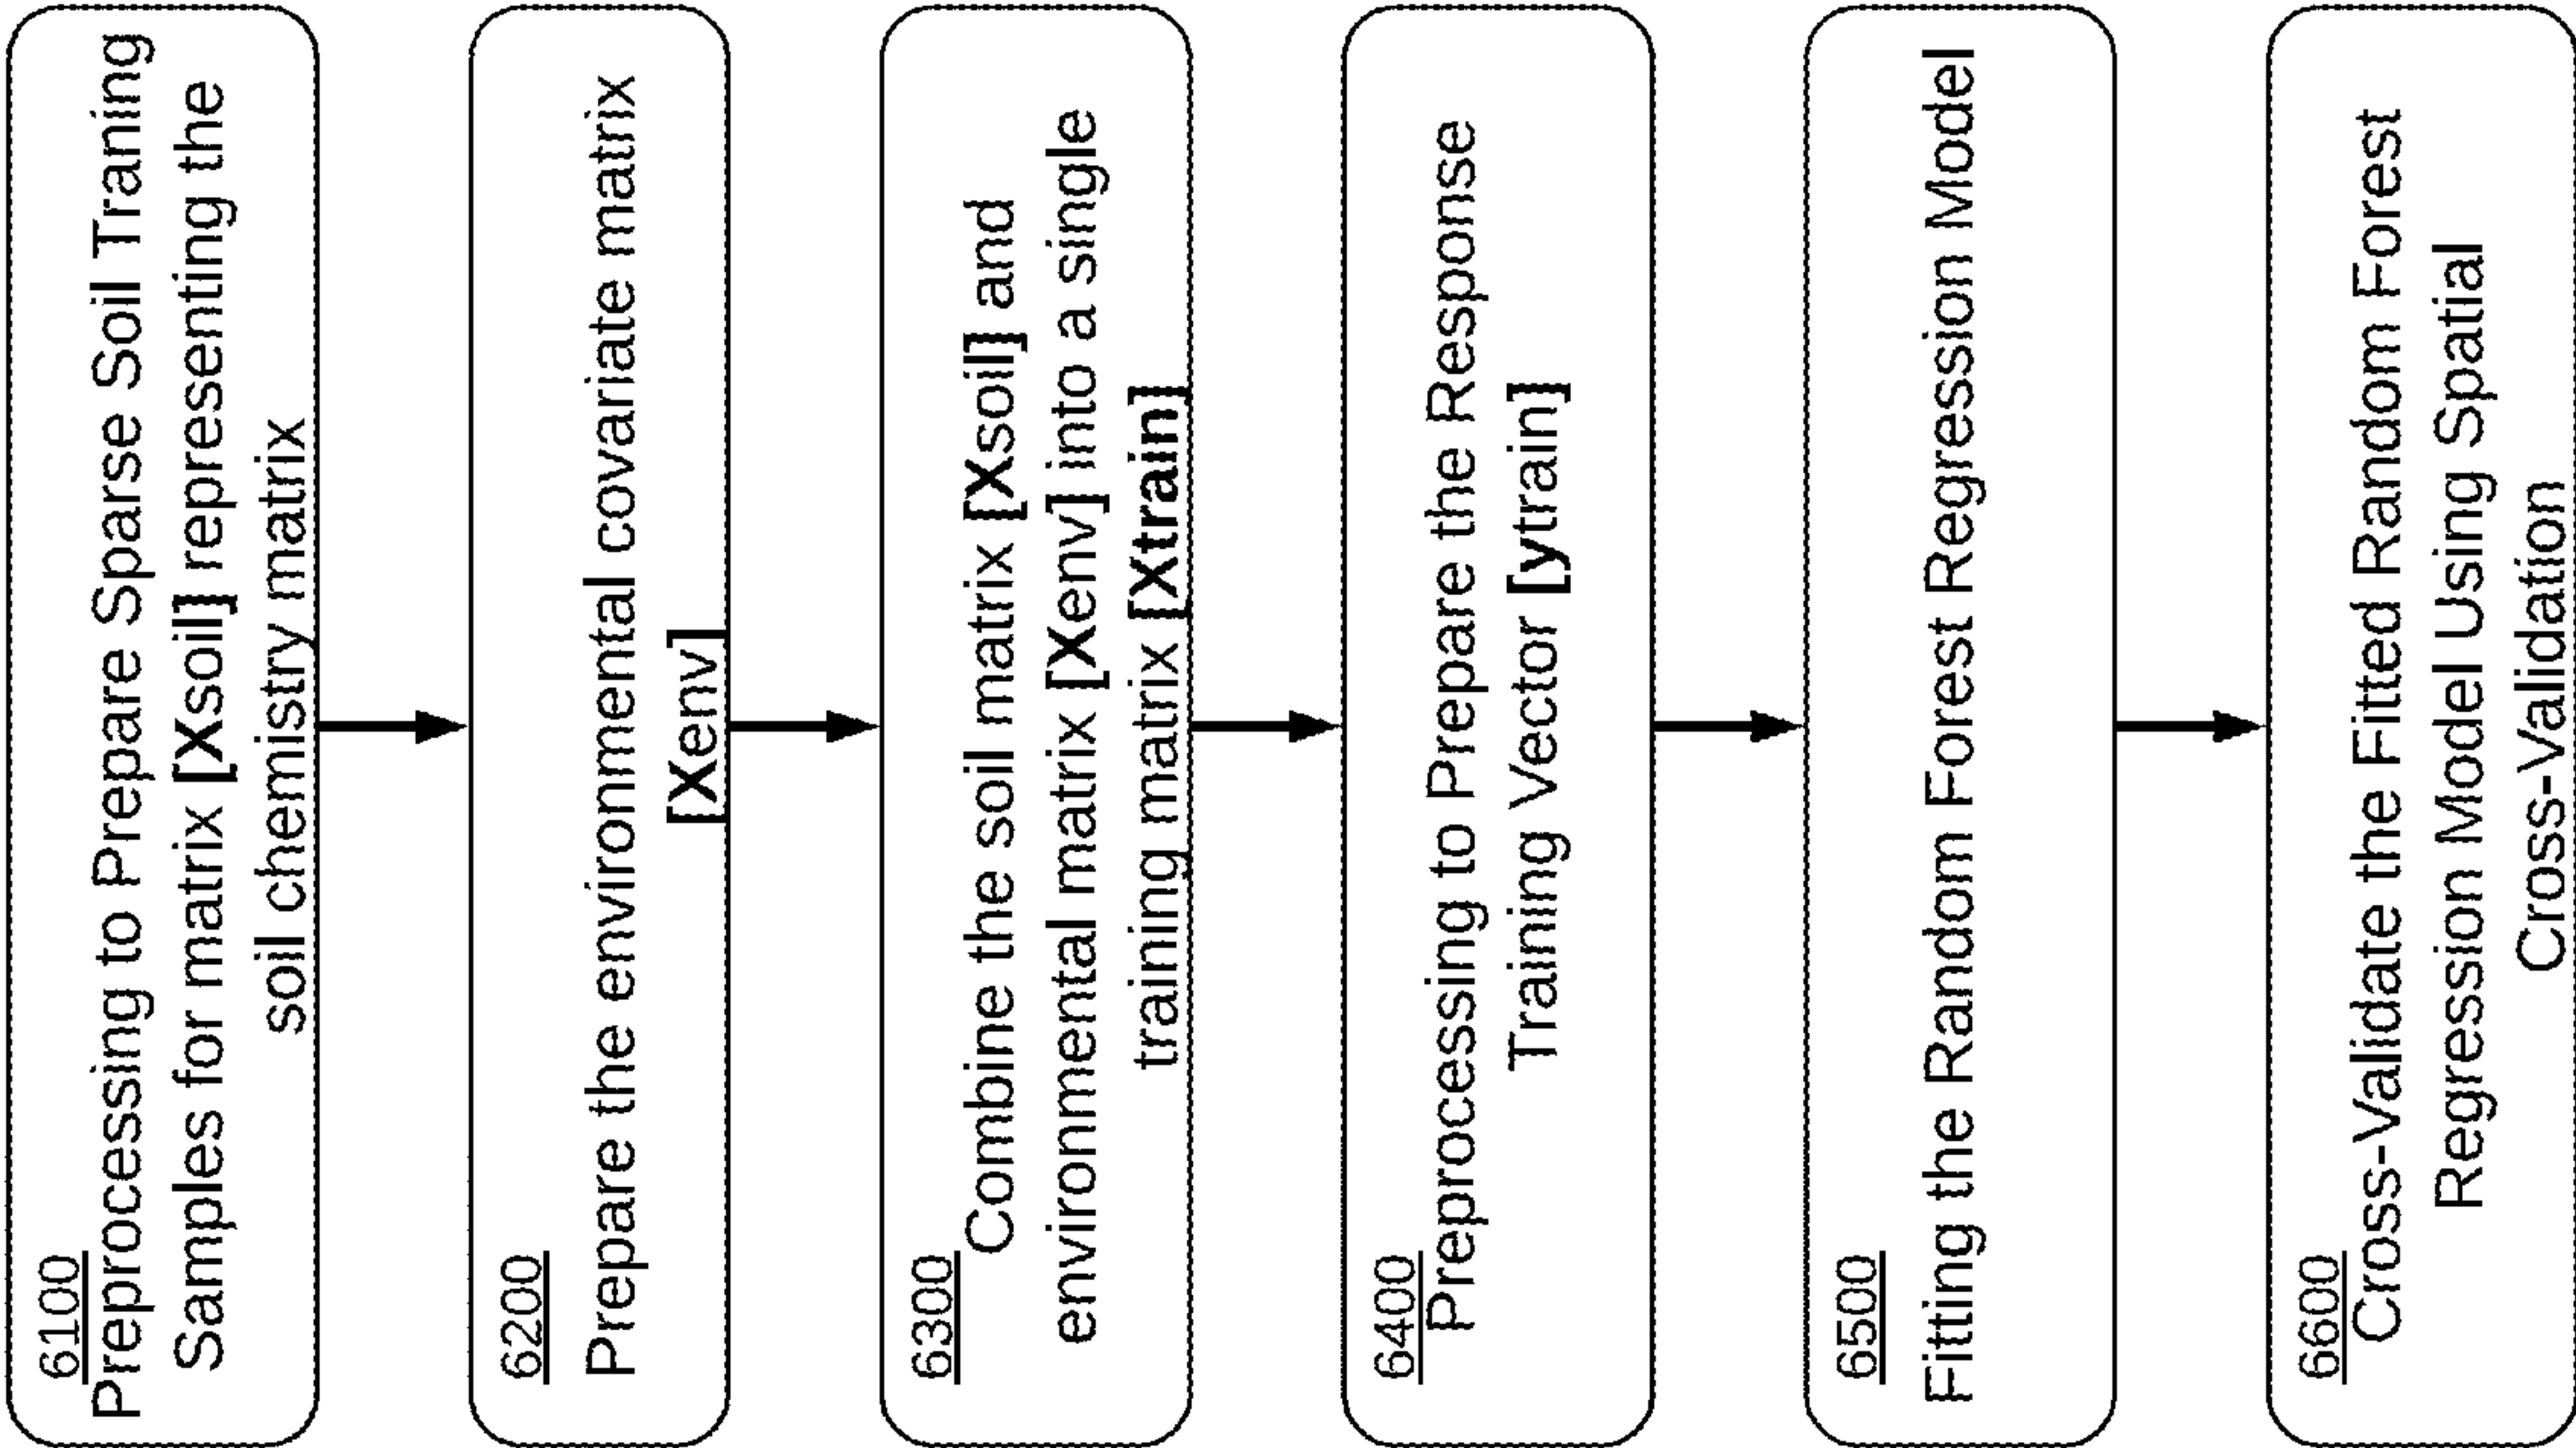 6100
Preprocessing to Prepare Sparse Soil Training
Samples for matrix [Xsoil] representing the
soil chemistry matrix
6200
Prepare the environmental covariate matrix
[Xenv]
6300
Combine the soil matrix [Xsoil] and
environmental matrix [Xenv] into a single
training matrix [Xtrain]
6400
Preprocessing to Prepare the Response
Training Vector [ytrain]
6500
Fitting the Random Forest Regression Model
6600
Cross-Validate the Fitted Random Forest
Regression Model Using Spatial
Cross-Validation